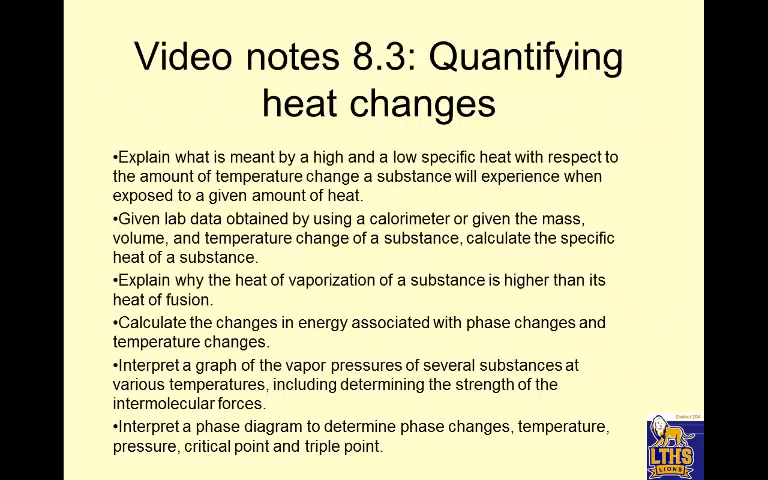 Video notes 8.3: Quantifying
heat changes
•Explain what is meant by a high and a low specific heat with respect to
the amount of temperature change a substance will experience when
exposed to a given amount of heat.
•Given lab data obtained by using a calorimeter or given the mass,
volume, and temperature change of a substance, calculate the specific
heat of a substance.
•Explain why the heat of vaporization of a substance is higher than its
heat of fusion.
•Calculate the changes in energy associated with phase changes and
temperature changes.
•Interpret a graph of the vapor pressures of several substances at
various temperatures, including determining the strength of the
intermolecular forces.
•Interpret a phase diagram to determine phase changes, temperature,
pressure, critical point and triple point.
District 204
LTHS
LIONS